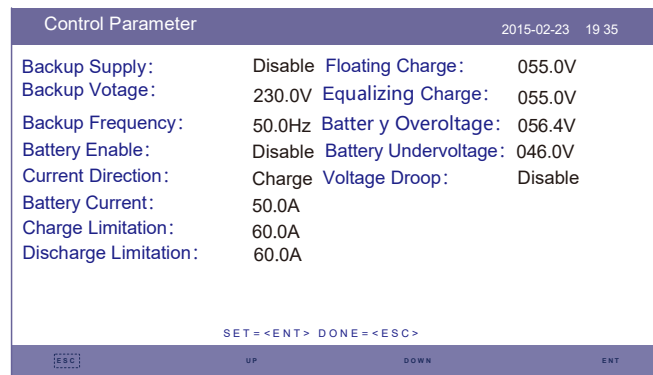 Control Parameter 2015-02-23 19 35
Backup Supply: Disable Floating Charge: 055.0V
Backup Votage: 230.0V Equalizing Charge: 055.0V
Backup Frequency: 50.0Hz Batter y Overoltage: 056.4V
Battery Enable: Disable Battery Undervoltage: 046.0V
Current Direction: Charge Voltage Droop: Disable
Battery Current: 50.0A
Charge Limitation: 60.0A
Discharge Limitation: 60.0A
SET=<ENT> DONE=<ESC>
ESC UP DOWN ENT